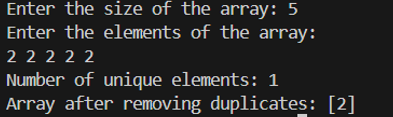 Enter the size of the array: 5
Enter the elements of the array:
2 2 2 2 2
Number of unique elements: 1
Array after removing duplicates: [2]